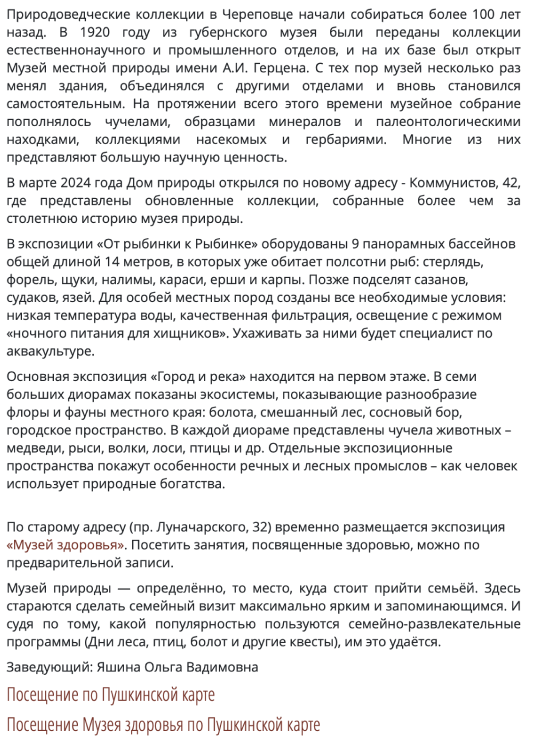 Природоведческие коллекции в Череповце начали собираться более 100 лет
назад. В 1920 году из губернского музея были переданы коллекции
естественнонаучного и промышленного отделов, и на их базе был открыт
Музей местной природы имени А.И. Герцена. С тех пор музей несколько раз
менял здания, объединялся с другими отделами и вновь становился
самостоятельным. На протяжении всего этого времени музейное собрание
пополнялось чучелами, образцами минералов и палеонтологическими
находками, коллекциями насекомых и гербариями. Многие из них
представляют большую научную ценность.
В марте 2024 года Дом природы открылся по новому адресу - Коммунистов, 42,
где представлены обновленные коллекции, собранные более чем за
столетнюю историю музея природы.
В экспозиции «От рыбинки к Рыбинке» оборудованы 9 панорамных бассейнов
общей длиной 14 метров, в которых уже обитает полсотни рыб: стерлядь,
форель, щуки, налимы, караси, ерши и карпы. Позже подселят сазанов,
судаков, язей. Для особей местных пород созданы все необходимые условия:
низкая температура воды, качественная фильтрация, освещение с режимом
«ночного питания для хищников». Ухаживать за ними будет специалист по
аквакультуре.
Основная экспозиция «Город и река» находится на первом этаже. В семи
больших диорамах показаны экосистемы, показывающие разнообразие
флоры и фауны местного края: болота, смешанный лес, сосновый бор,
городское пространство. В каждой диораме представлены чучела животных –
медведи, рыси, волки, лоси, птицы и др. Отдельные экспозиционные
пространства покажут особенности речных и лесных промыслов – как человек
использует природные богатства.
По старому адресу (пр. Луначарского, 32) временно размещается экспозиция
«Музей здоровья». Посетить занятия, посвященные здоровью, можно по
предварительной записи.
Музей природы — определённо, то место, куда стоит прийти семьёй. Здесь
стараются сделать семейный визит максимально ярким и запоминающимся. И
судя по тому, какой популярностью пользуются семейно-развлекательные
программы (Дни леса, птиц, болот и другие квесты), им это удаётся.
Заведующий: Яшина Ольга Вадимовна
Посещение по Пушкинской карте
Посещение Музея здоровья по Пушкинской карте